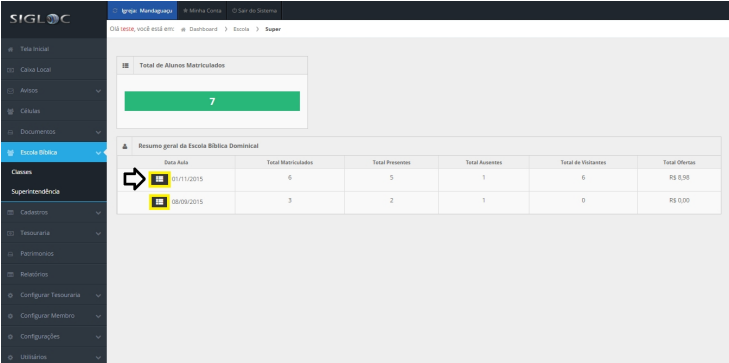 SIGLOC
Igreja: Mandaguaçu
Minha Conta
Sair do Sistema
Olá teste, você está em: Dashboard > Escola > Super
Tela Inicial
Caixa Local
Avisos
Células
Documentos
Escola Bíblica
Classes
Superintendência
Cadastros
Tesouraria
Patrimonios
Relatórios
Configurar Tesouraria
Configurar Membro
Configurações
Utilitários
Total de Alunos Matriculados
7
Resumo geral da Escola Bíblica Dominical
Data Aula Total Matriculados Total Presentes Total Ausentes Total de Visitantes Total Ofertas
01/11/2015 6 5 1 6 R$ 8,98
08/09/2015 3 2 1 0 R$ 0,00